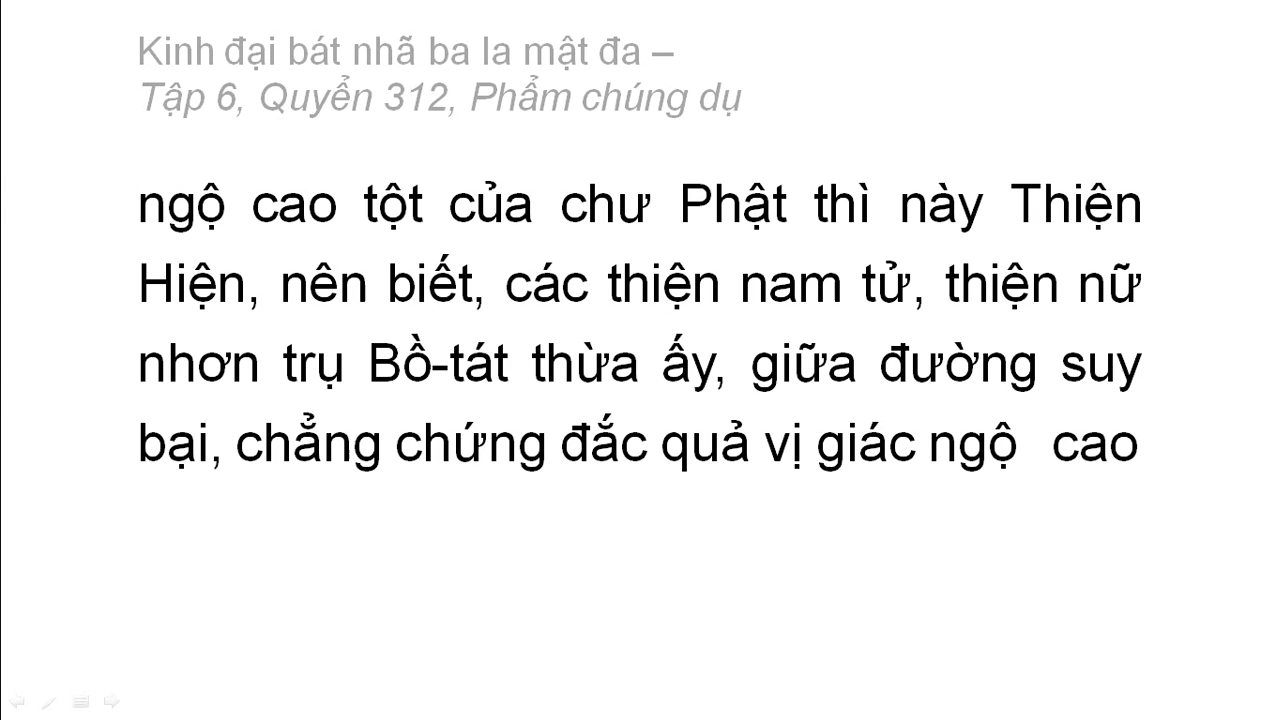 Kinh đại bát nhã ba la mật đa –
Tập 6, Quyển 312, Phẩm chúng dụ
ngộ cao tột của chư Phật thì này Thiện
Hiện, nên biết, các thiện nam tử, thiện nữ
nhơn trụ Bồ-tát thừa ấy, giữa đường suy
bại, chẳng chứng đắc quả vị giác ngộ cao